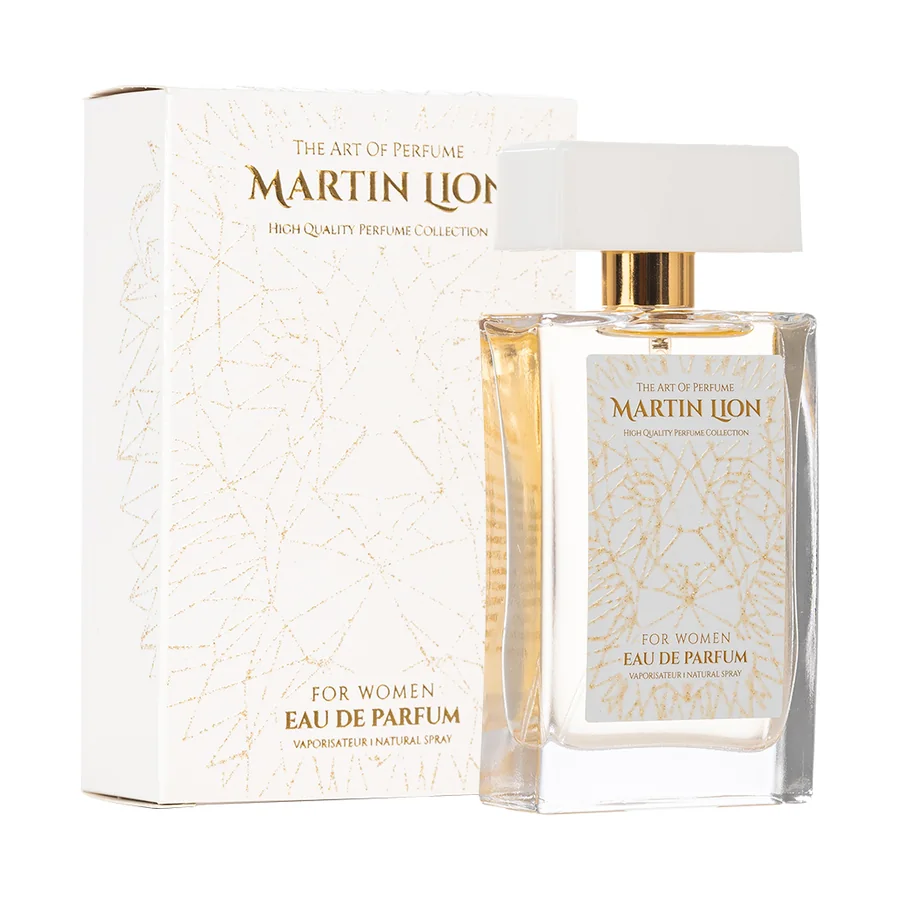 The Art Of Perfume
Martin Lion
High Quality Perfume Collection
FOR WOMEN
EAU DE PARFUM
VAPORISATEUR | NATURAL SPRAY
The Art Of Perfume
Martin Lion
High Quality Perfume Collection
FOR WOMEN
EAU DE PARFUM
VAPORISATEUR | NATURAL SPRAY